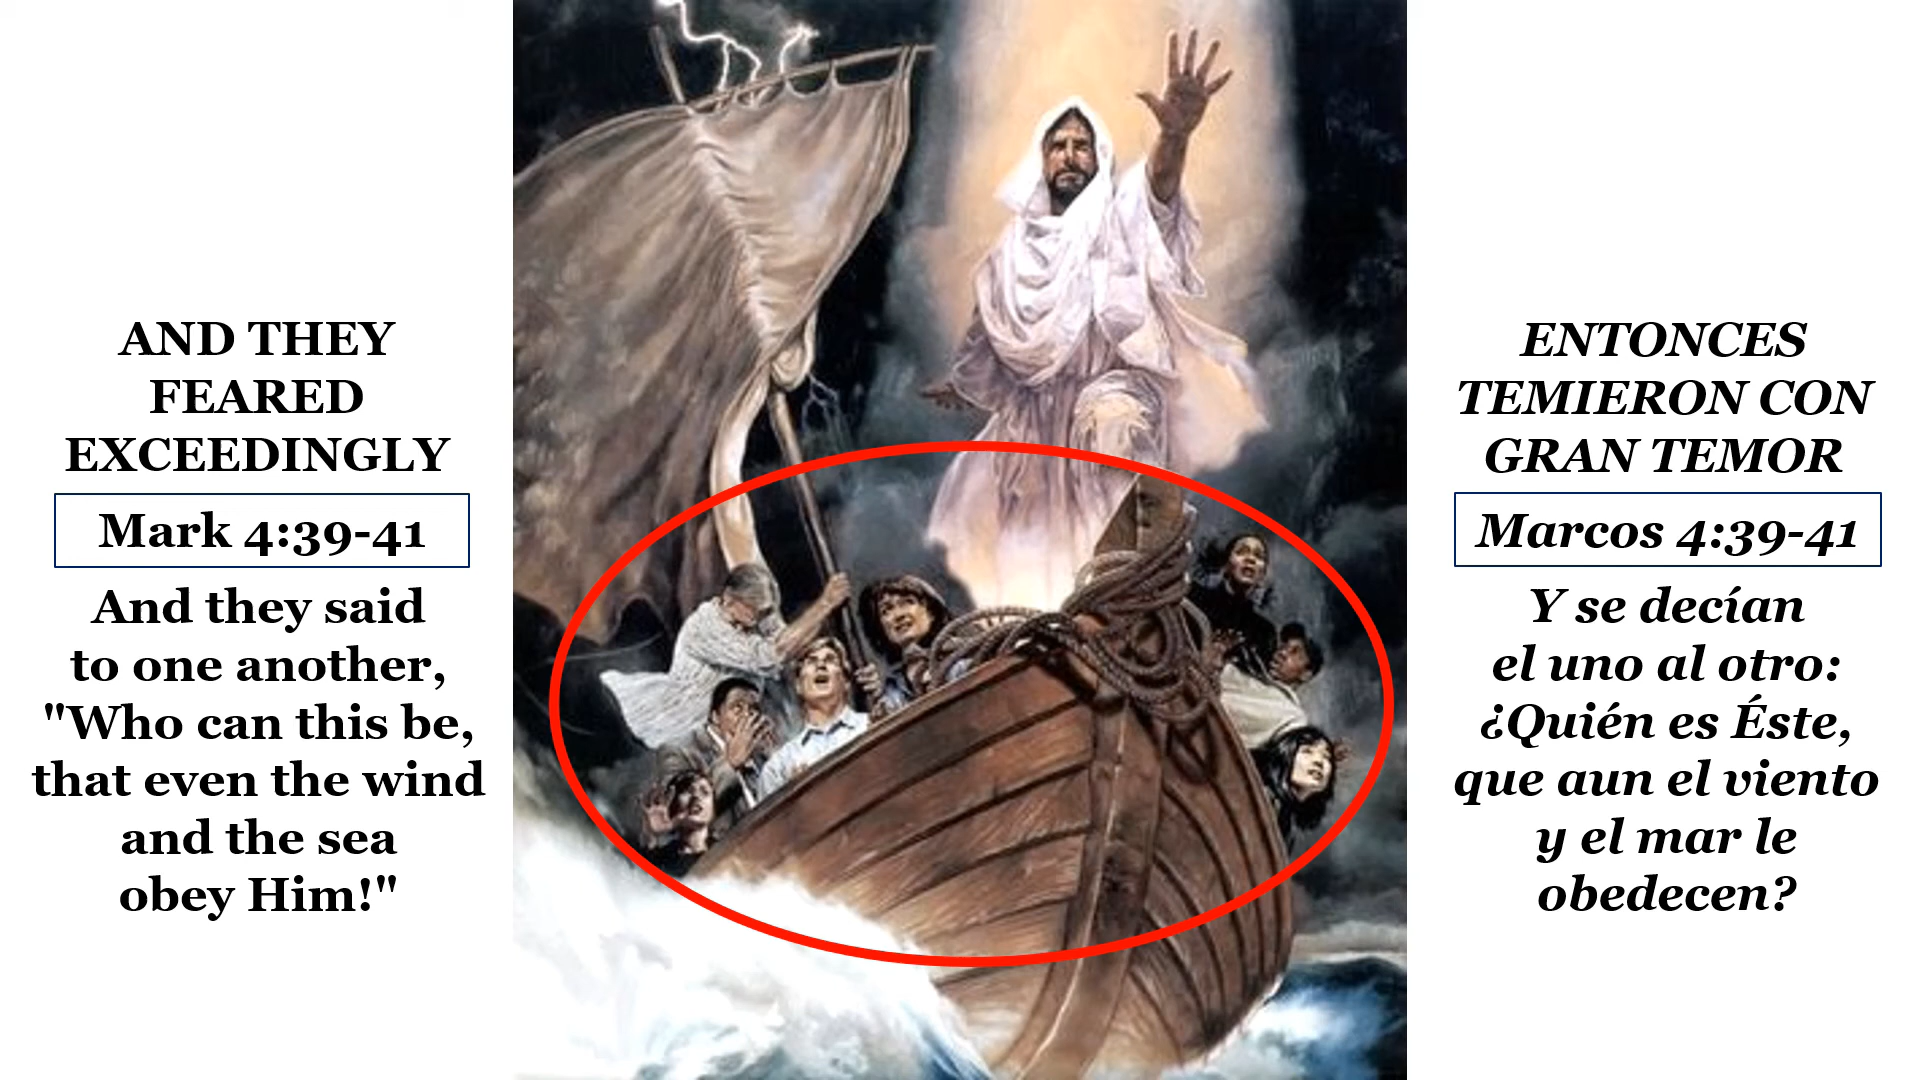 AND THEY
FEARED
EXCEEDINGLY
Mark 4:39-41
And they said
to one another,
"Who can this be,
that even the wind
and the sea
obey Him!"
ENTONCES
TEMIERON CON
GRAN TEMOR
Marcos 4:39-41
Y se decían
el uno al otro:
¿Quién es Éste,
que aun el viento
y el mar le
obedecen?